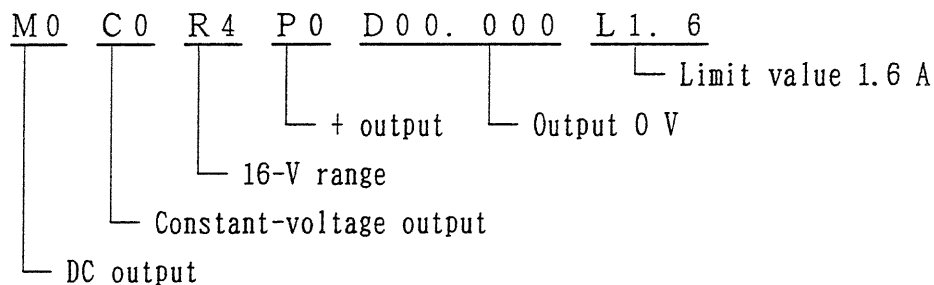 M0 C0 R4 P0 D00.000 L1.6
Limit value 1.6 A
+ output
Output 0 V
16-V range
Constant-voltage output
DC output